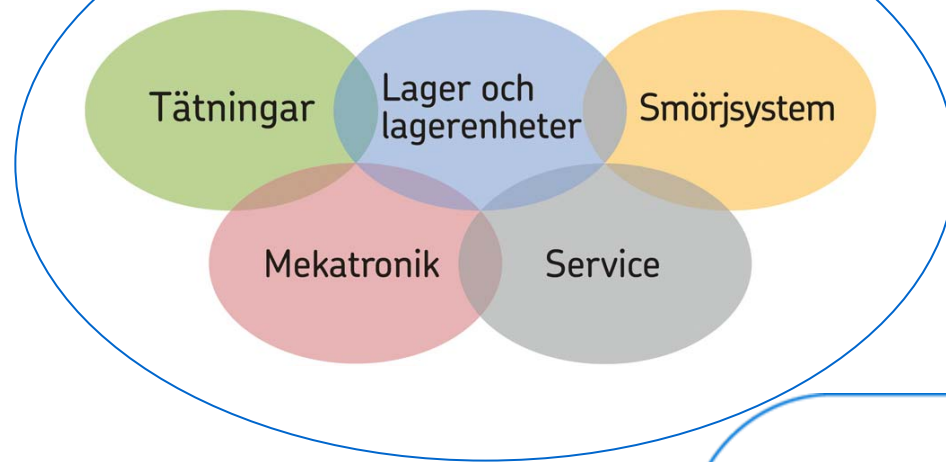 Tätningar
Lager och
lagerenheter
Smörjsystem
Mekatronik
Service